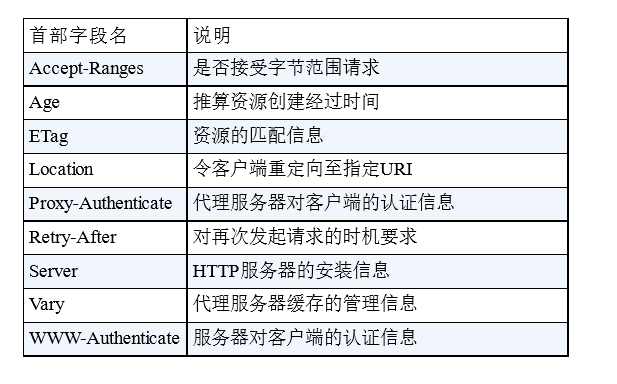 首部字段名 说明
Accept-Ranges 是否接受字节范围请求
Age 推算资源创建经过时间
ETag 资源的匹配信息
Location 令客户端重定向至指定URI
Proxy-Authenticate 代理服务器对客户端的认证信息
Retry-After 对再次发起请求的时机要求
Server HTTP服务器的安装信息
Vary 代理服务器缓存的管理信息
WWW-Authenticate 服务器对客户端的认证信息